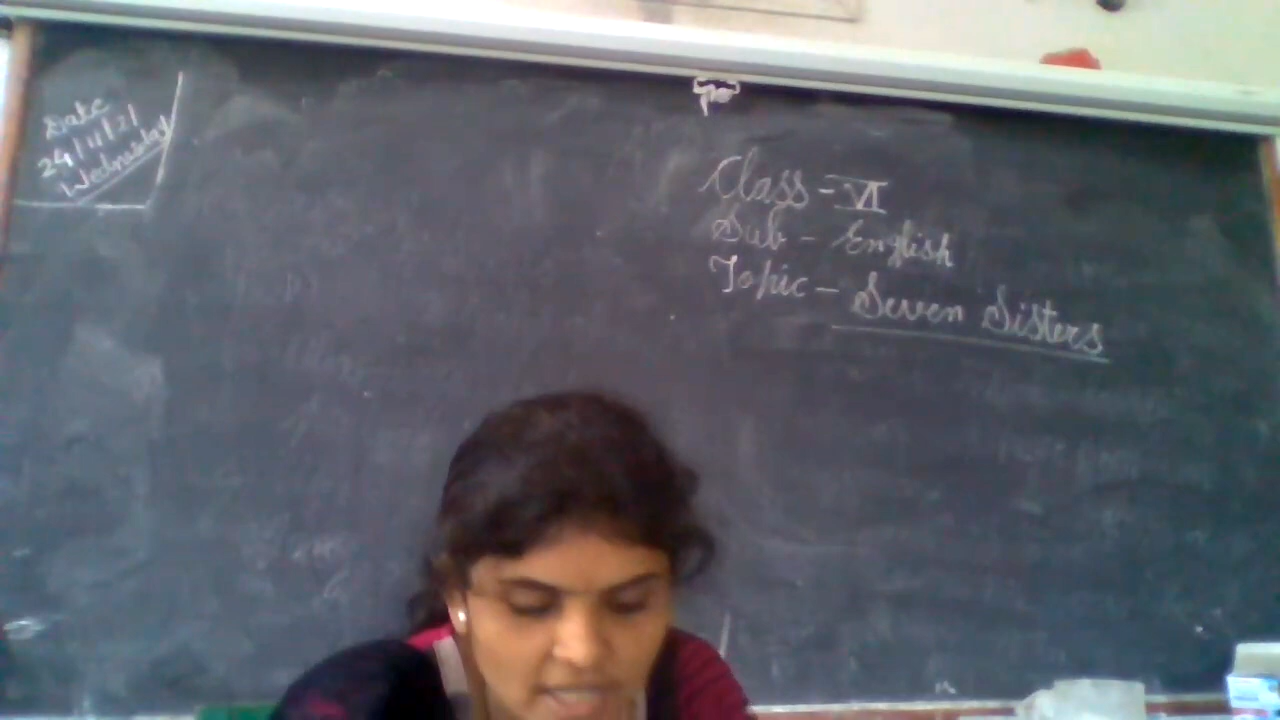 Date
24/11/21
Wednesday
Class - VI
Sub - English
Topic - Seven Sisters